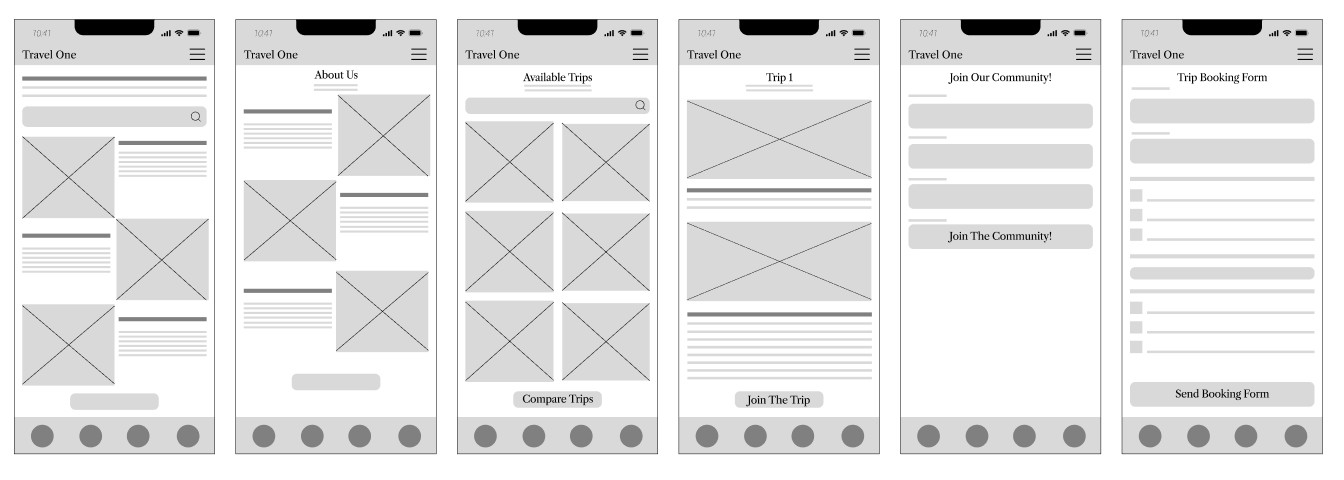 10:41
Travel One
10:41
Travel One
About Us
10:41
Travel One
Available Trips
Compare Trips
10:41
Travel One
Trip 1
Join The Trip
10:41
Travel One
Join Our Community!
Join The Community!
10:41
Travel One
Trip Booking Form
Send Booking Form